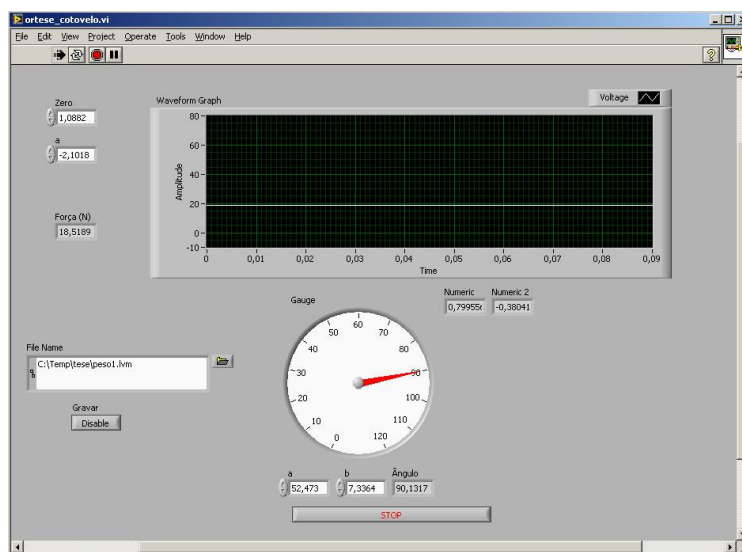 ortese_cotovelo.vi
File Edit View Project Operate Tools Window Help
Zero
1,0882
a
-2,1018
Força (N)
18,5189
Waveform Graph
Voltage
Amplitude
80
60
40
20
0
-10
0 0,01 0,02 0,03 0,04 0,05 0,06 0,07 0,08 0,09
Time
Numeric Numeric 2
0,79955 -0,38041
Gauge
0 10 20 30 40 50 60 70 80 90 100 110 120
File Name
C:\Temp\tese\peso1.lvm
Gravar
Disable
a b Ângulo
52,473 7,3364 90,1317
STOP